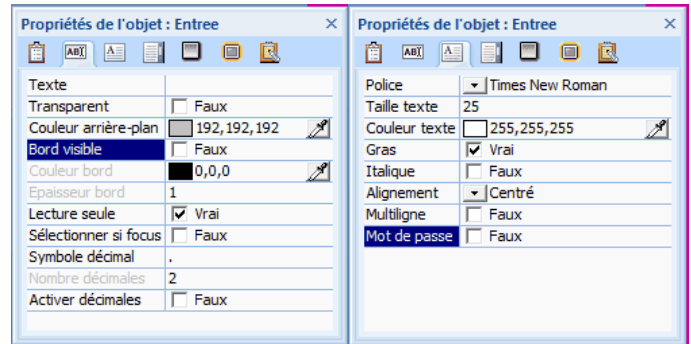 Propriétés de l'objet : Entree
ABI A
Texte
Transparent Faux
Couleur arrière-plan 192,192,192
Bord visible Faux
Couleur bord 0,0,0
Epaisseur bord 1
Lecture seule Vrai
Sélectionner si focus Faux
Symbole décimal .
Nombre décimales 2
Activer décimales Faux
Propriétés de l'objet : Entree
ABI A
Police Times New Roman
Taille texte 25
Couleur texte 255,255,255
Gras Vrai
Italique Faux
Alignement Centré
Multiligne Faux
Mot de passe Faux